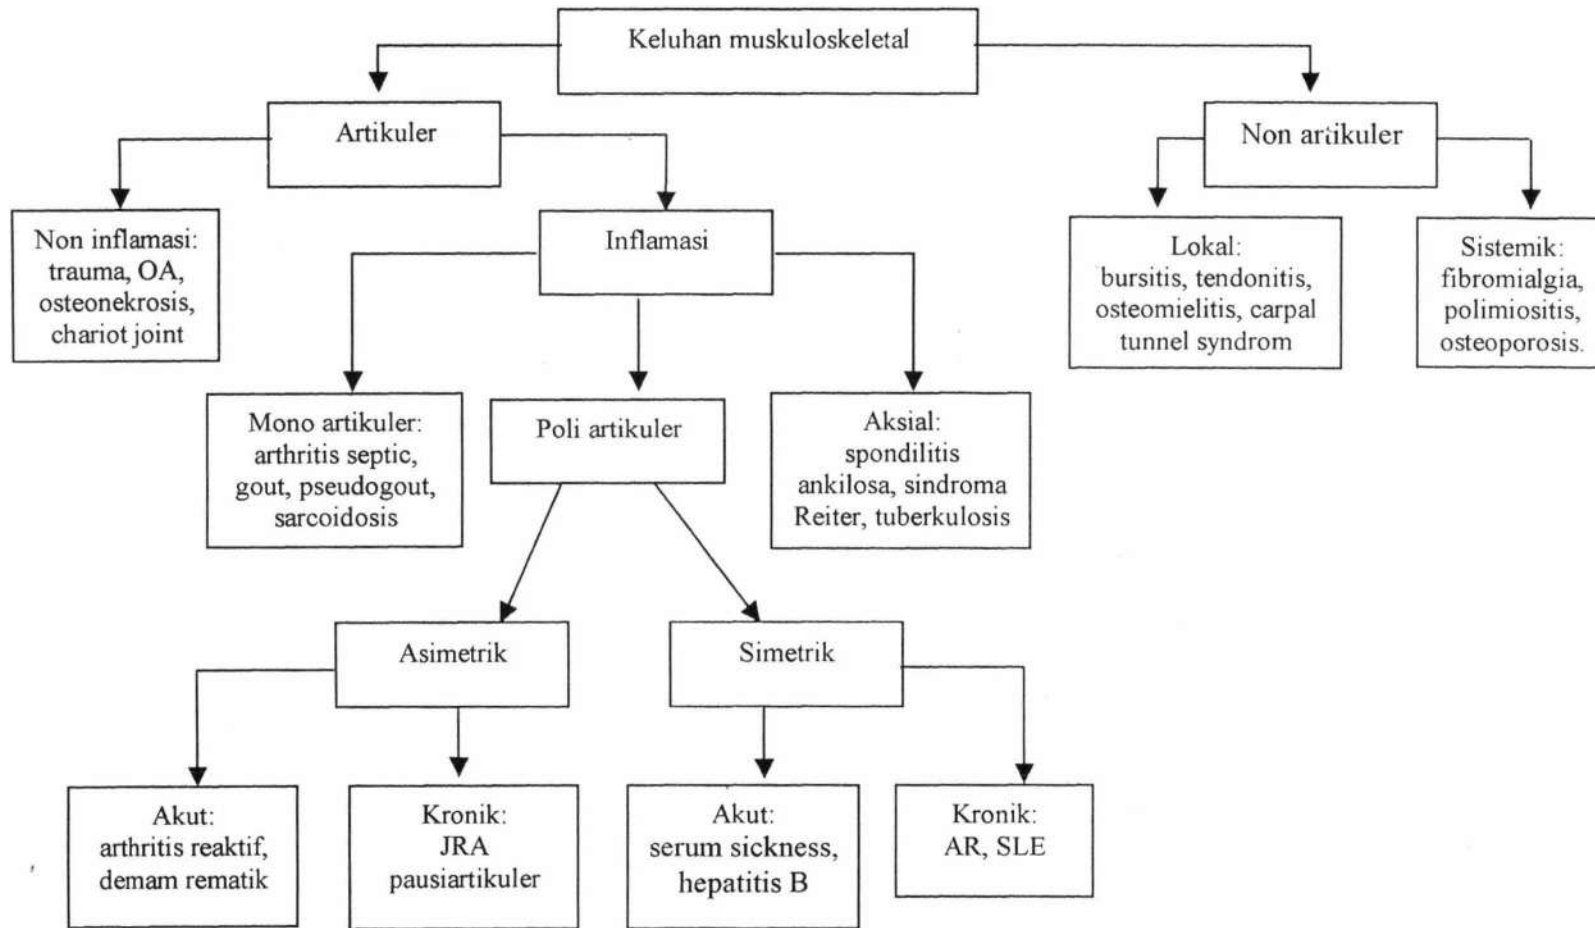 Keluhan muskuloskeletal
Artikuler
Non artikuler
Non inflamasi:
trauma, OA,
osteonekrosis,
chariot joint
Inflamasi
Lokal:
bursitis, tendonitis,
osteomielitis, carpal
tunnel syndrom
Sistemik:
fibromialgia,
polimiositis,
osteoporosis.
Mono artikuler:
arthritis septic,
gout, pseudogout,
sarcoidosis
Poli artikuler
Aksial:
spondilitis
ankilosa, sindroma
Reiter, tuberkulosis
Asimetrik
Simetrik
Akut:
arthritis reaktif,
demam rematik
Kronik:
JRA
pausiartikuler
Akut:
serum sickness,
hepatitis B
Kronik:
AR, SLE